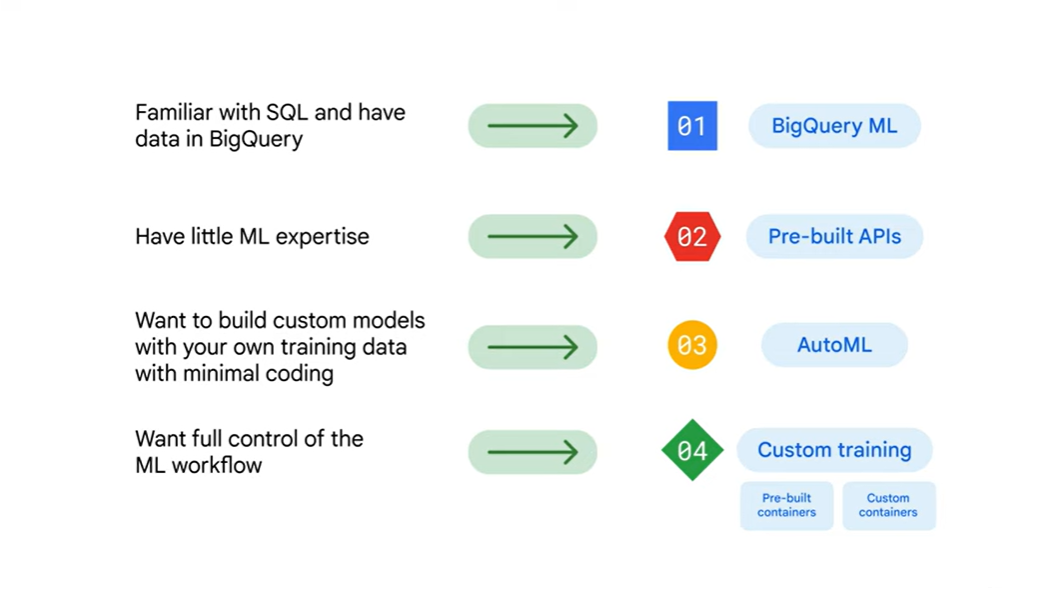 Familiar with SQL and have
data in BigQuery
01
BigQuery ML
Have little ML expertise
02
Pre-built APIs
Want to build custom models
with your own training data
with minimal coding
03
AutoML
Want full control of the
ML workflow
04
Custom training
Pre-built
containers
Custom
containers